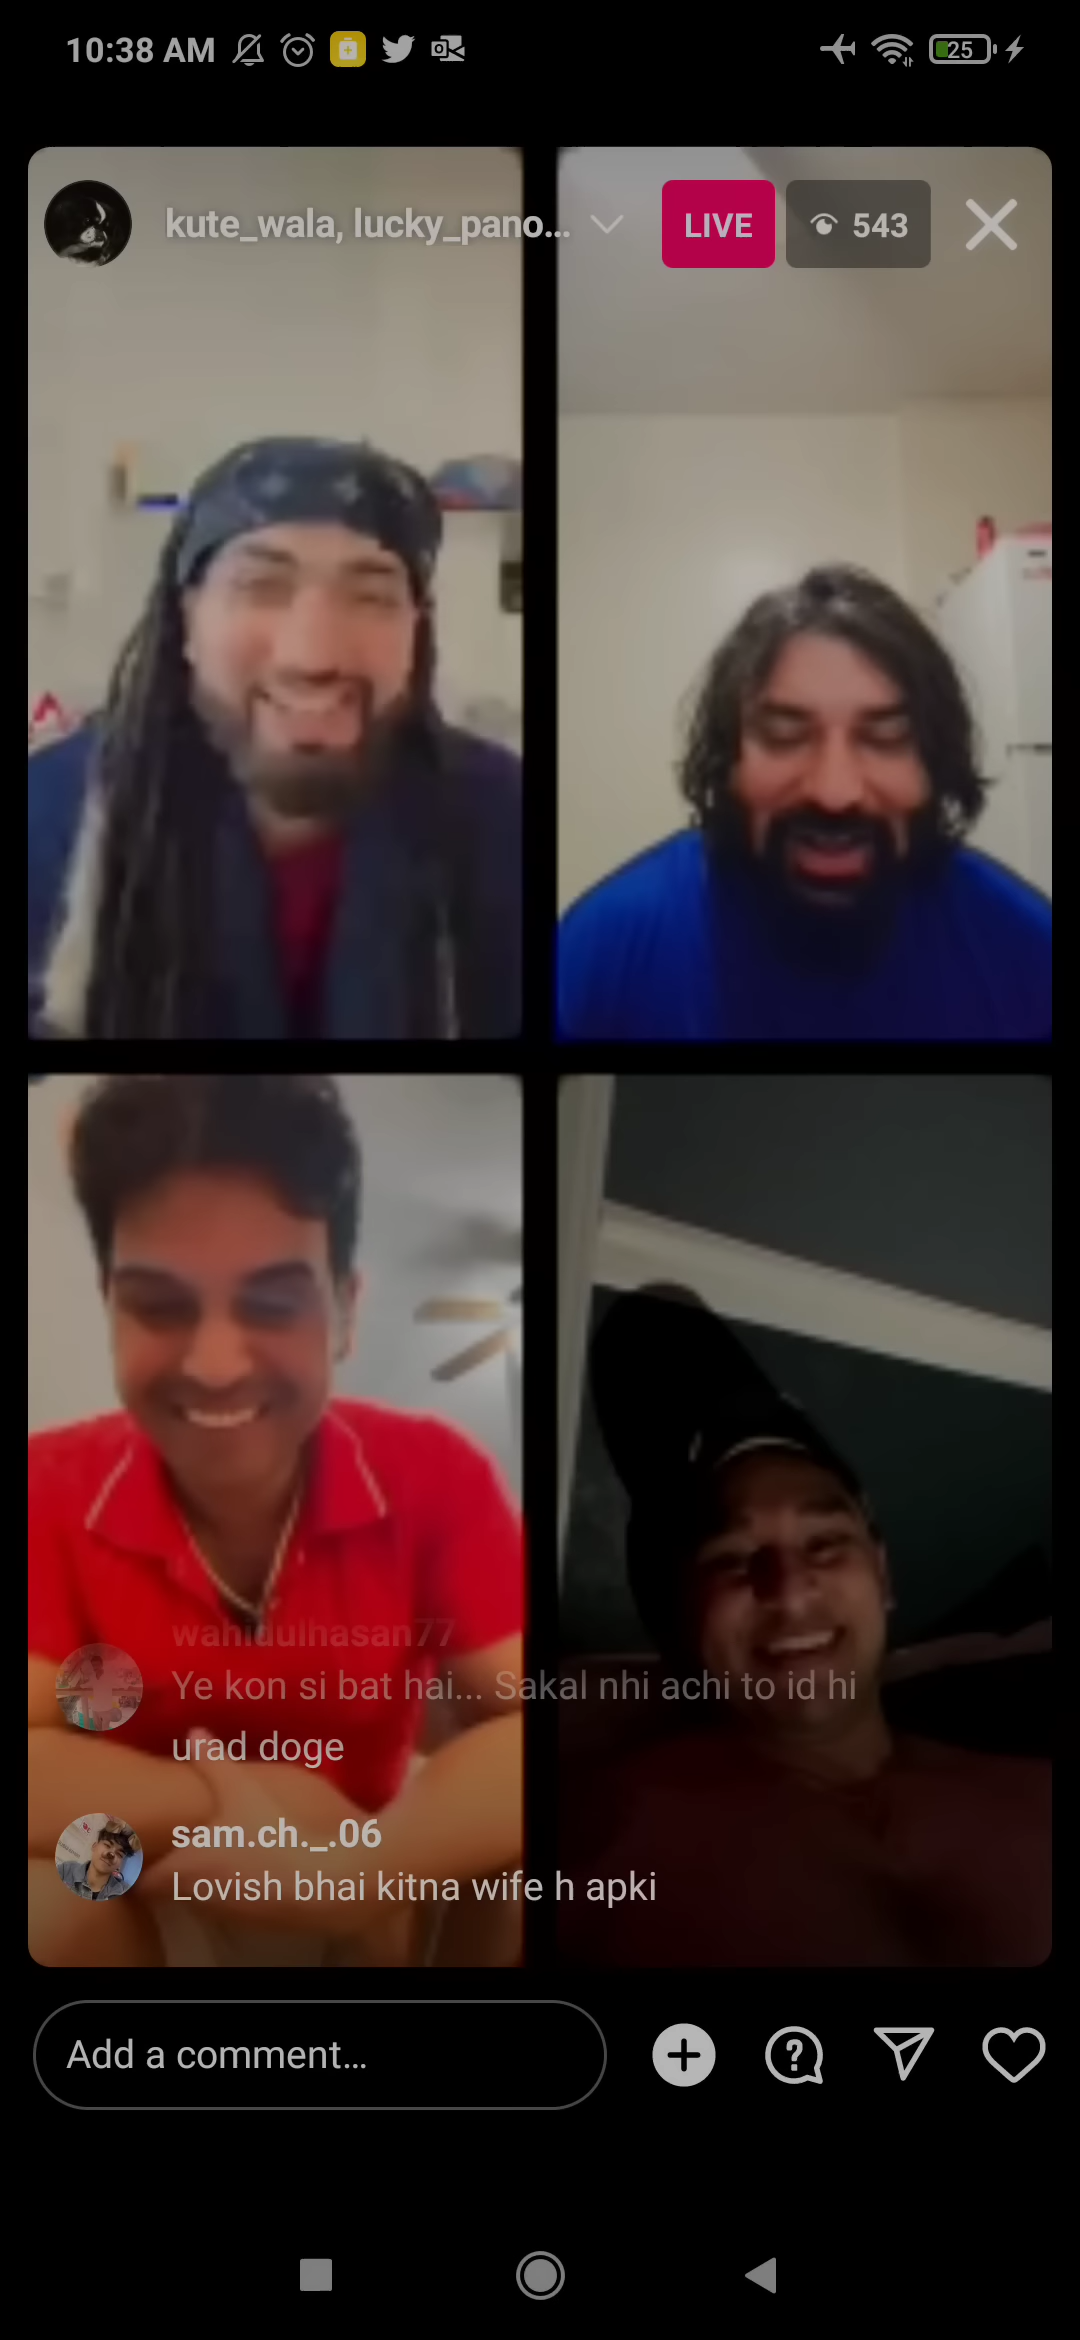 10:38 AM
25
kute_wala, lucky_pano...
LIVE
543
wahidulhasan77
Ye kon si bat hai... Sakal nhi achi to id hi
urad doge
sam.ch._.06
Lovish bhai kitna wife h apki
Add a comment...